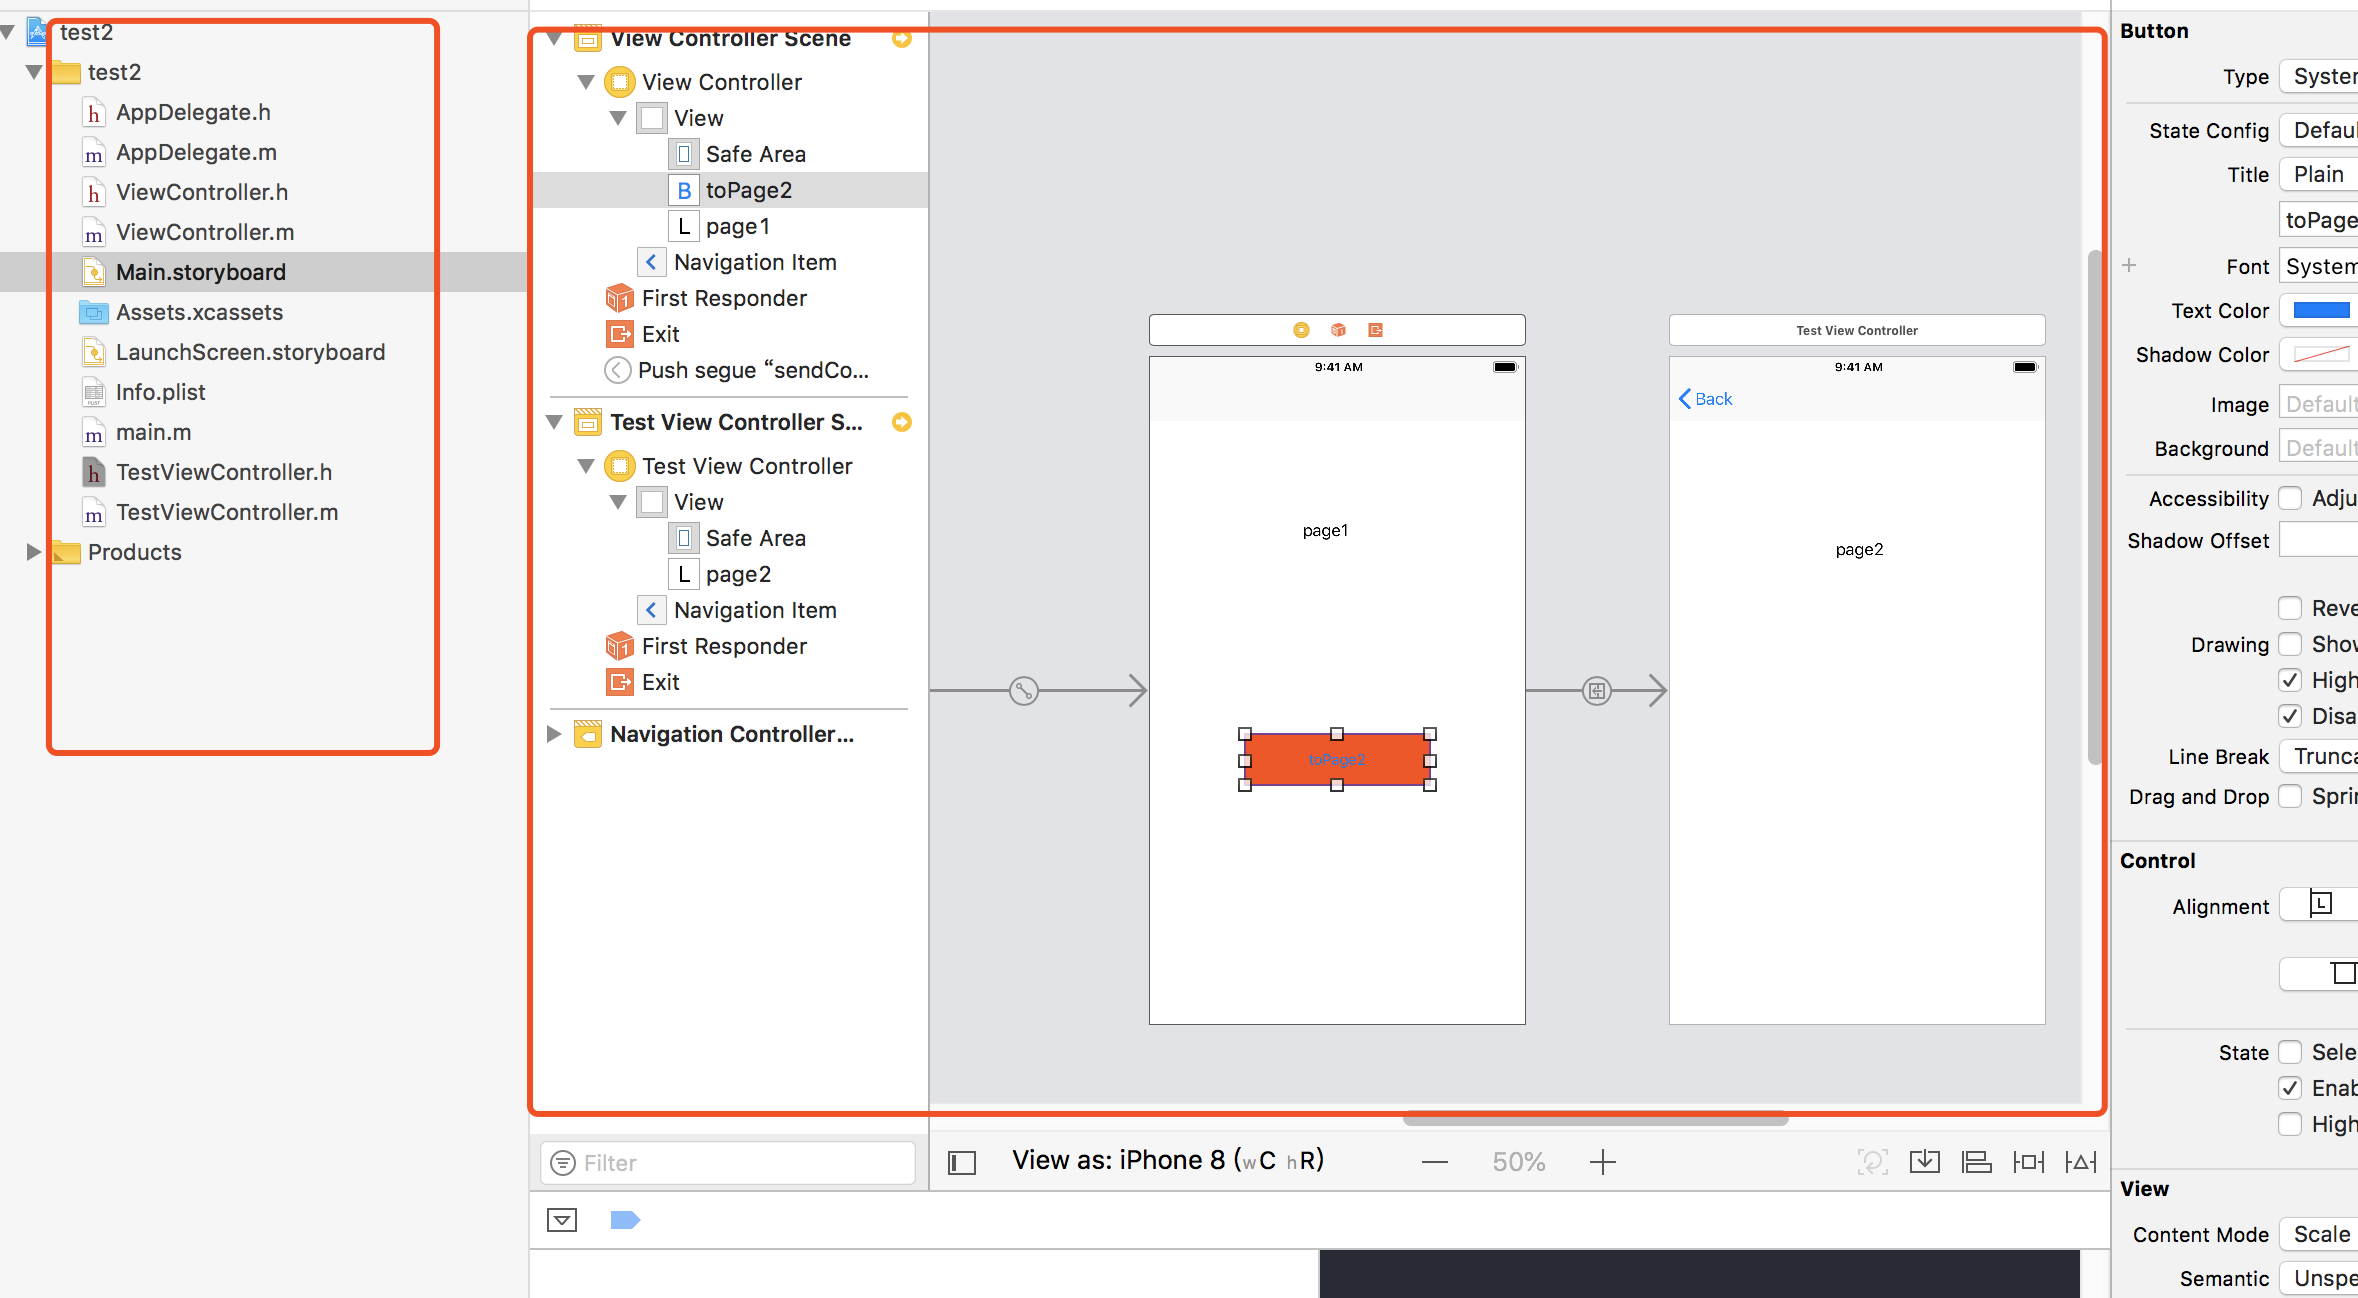 test2
test2
AppDelegate.h
AppDelegate.m
ViewController.h
ViewController.m
Main.storyboard
Assets.xcassets
LaunchScreen.storyboard
Info.plist
main.m
TestViewController.h
TestViewController.m
Products
View Controller Scene
View Controller
View
Safe Area
B toPage2
L page1
Navigation Item
First Responder
Exit
Push segue “sendCo...
Test View Controller S...
Test View Controller
View
Safe Area
L page2
Navigation Item
First Responder
Exit
Navigation Controller...
Filter
9:41 AM
page1
toPage2
Test View Controller
9:41 AM
Back
page2
View as: iPhone 8 (wC hR)
50%
Button
Type System
State Config Defaul
Title Plain
toPage
Font System
Text Color
Shadow Color
Image Default
Background Default
Accessibility Adju
Shadow Offset
Reve
Drawing Show
High
Disa
Line Break Trunca
Drag and Drop Sprin
Control
Alignment
State Sele
Enab
High
View
Content Mode Scale
Semantic Unspe